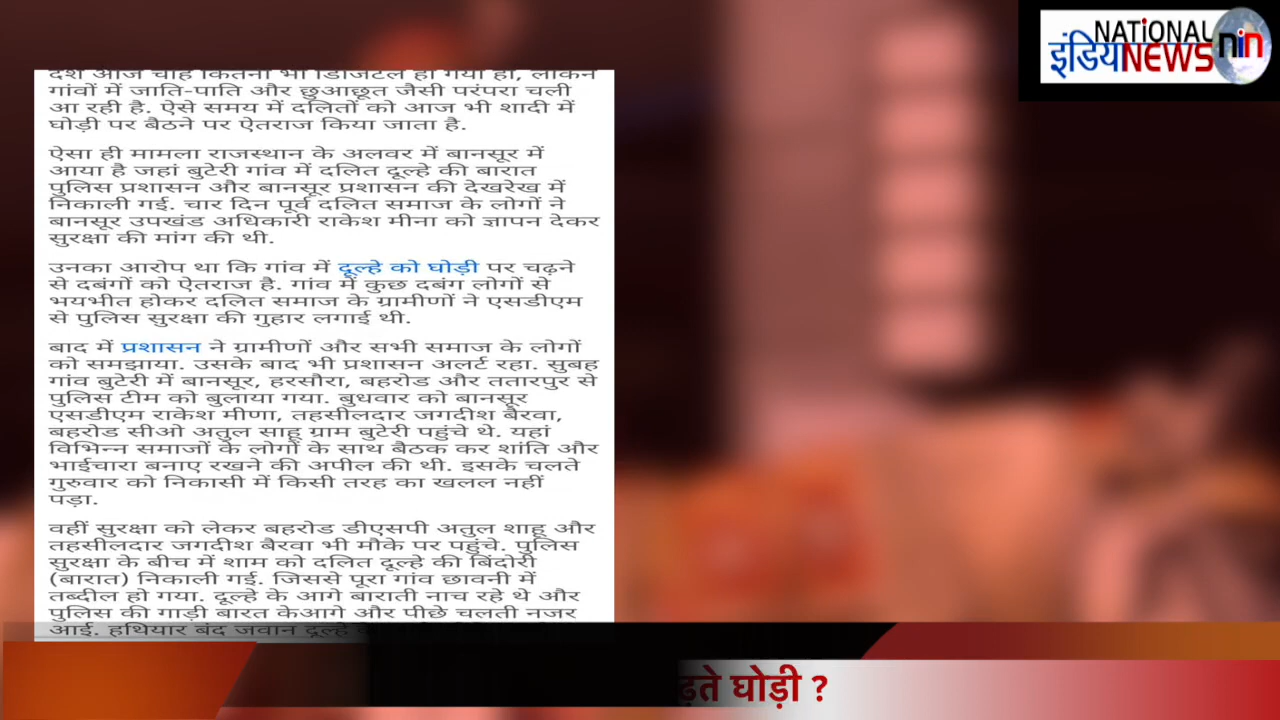 NATIONAL
इंडिया NEWS nin
देश आज चाहे कितना भी डिजिटल हो गया हो, लेकिन
गांवों में जाति-पाति और छुआछूत जैसी परंपरा चली
आ रही है. ऐसे समय में दलितों को आज भी शादी में
घोड़ी पर बैठने पर ऐतराज किया जाता है.
ऐसा ही मामला राजस्थान के अलवर में बानसूर में
आया है जहां बुटेरी गांव में दलित दूल्हे की बारात
पुलिस प्रशासन और बानसूर प्रशासन की देखरेख में
निकाली गई. चार दिन पूर्व दलित समाज के लोगों ने
बानसूर उपखंड अधिकारी राकेश मीना को ज्ञापन देकर
सुरक्षा की मांग की थी.
उनका आरोप था कि गांव में दूल्हे को घोड़ी पर चढ़ने
से दबंगों को ऐतराज है. गांव में कुछ दबंग लोगों से
भयभीत होकर दलित समाज के ग्रामीणों ने एसडीएम
से पुलिस सुरक्षा की गुहार लगाई थी.
बाद में प्रशासन ने ग्रामीणों और सभी समाज के लोगों
को समझाया. उसके बाद भी प्रशासन अलर्ट रहा. सुबह
गांव बुटेरी में बानसूर, हरसौरा, बहरोड और ततारपुर से
पुलिस टीम को बुलाया गया. बुधवार को बानसूर
एसडीएम राकेश मीणा, तहसीलदार जगदीश बैरवा,
बहरोड सीओ अतुल साहू ग्राम बुटेरी पहुंचे थे. यहां
विभिन्न समाजों के लोगों के साथ बैठक कर शांति और
भाईचारा बनाए रखने की अपील की थी. इसके चलते
गुरुवार को निकासी में किसी तरह का खलल नहीं
पड़ा.
वहीं सुरक्षा को लेकर बहरोड डीएसपी अतुल शाहू और
तहसीलदार जगदीश बैरवा भी मौके पर पहुंचे. पुलिस
सुरक्षा के बीच में शाम को दलित दूल्हे की बिंदोरी
(बारात) निकाली गई. जिससे पूरा गांव छावनी में
तब्दील हो गया. दूल्हे के आगे बाराती नाच रहे थे और
पुलिस की गाड़ी बारत केआगे और पीछे चलती नजर
आई. हथियार बंद जवान दूल्हे
घोड़ी ?